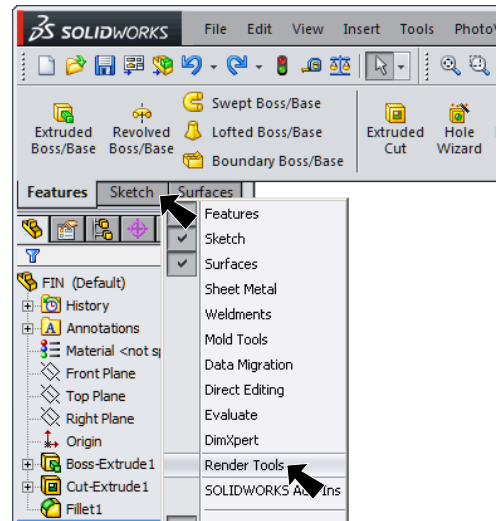 SOLIDWORKS File Edit View Insert Tools Photo
Extruded Boss/Base
Revolved Boss/Base
Swept Boss/Base
Lofted Boss/Base
Boundary Boss/Base
Extruded Cut
Hole Wizard
Features Sketch Surfaces
Features
Sketch
Surfaces
Sheet Metal
Weldments
Mold Tools
Data Migration
Direct Editing
Evaluate
DimXpert
Render Tools
SOLIDWORKS Ins
FIN (Default)
History
Annotations
Material <not
Front Plane
Top Plane
Right Plane
Origin
Boss-Extrude1
Cut-Extrude1
Fillet1